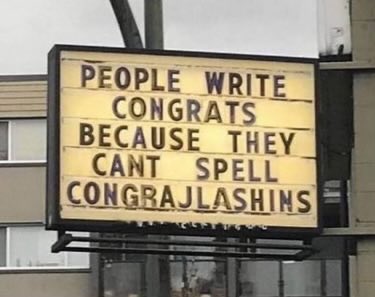 PEOPLE WRITE
CONGRATS
BECAUSE THEY
CANT SPELL
CONGRAJLASHINS